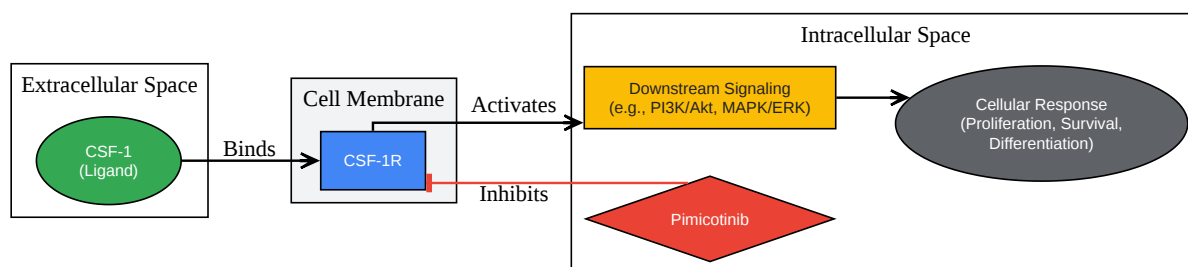 Extracellular Space
CSF-1
(Ligand)
Binds
Cell Membrane
CSF-1R
Activates
Inhibits
Intracellular Space
Downstream Signaling
(e.g., PI3K/Akt, MAPK/ERK)
Cellular Response
(Proliferation, Survival,
Differentiation)
Pimicotinib